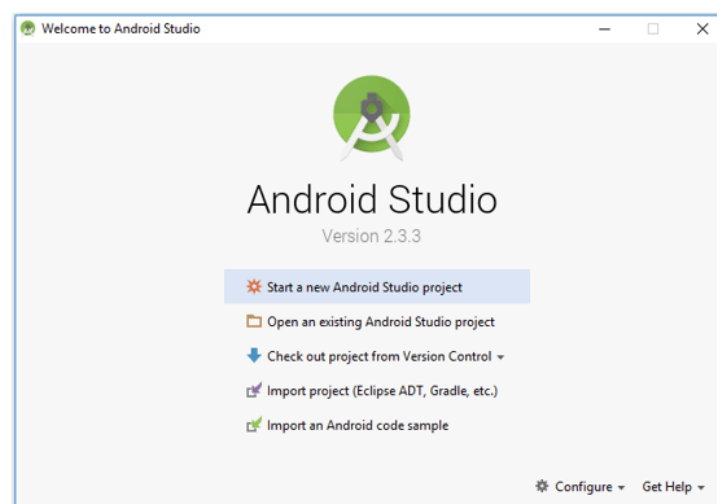 Welcome to Android Studio
Android Studio
Version 2.3.3
Start a new Android Studio project
Open an existing Android Studio project
Check out project from Version Control
Import project (Eclipse ADT, Gradle, etc.)
Import an Android code sample
Configure Get Help